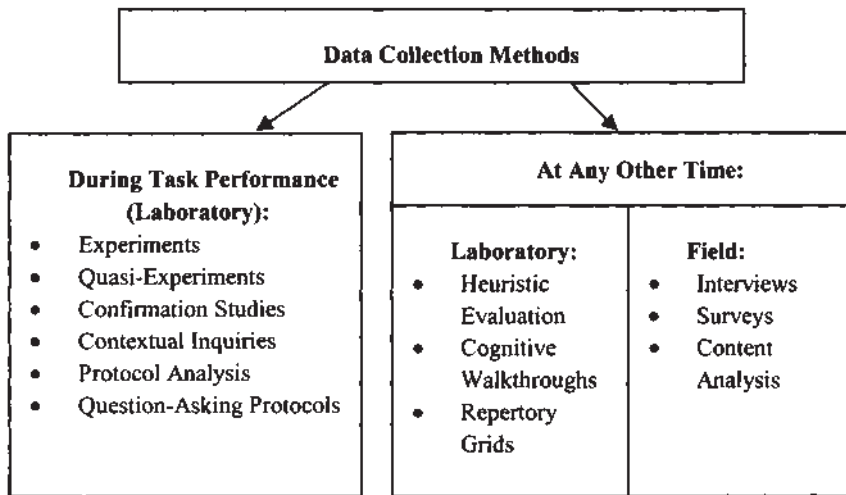 Data Collection Methods
During Task Performance
(Laboratory):
• Experiments
• Quasi-Experiments
• Confirmation Studies
• Contextual Inquiries
• Protocol Analysis
• Question-Asking Protocols
At Any Other Time:
Laboratory:
• Heuristic
Evaluation
• Cognitive
Walkthroughs
• Repertory
Grids
Field:
• Interviews
• Surveys
• Content
Analysis